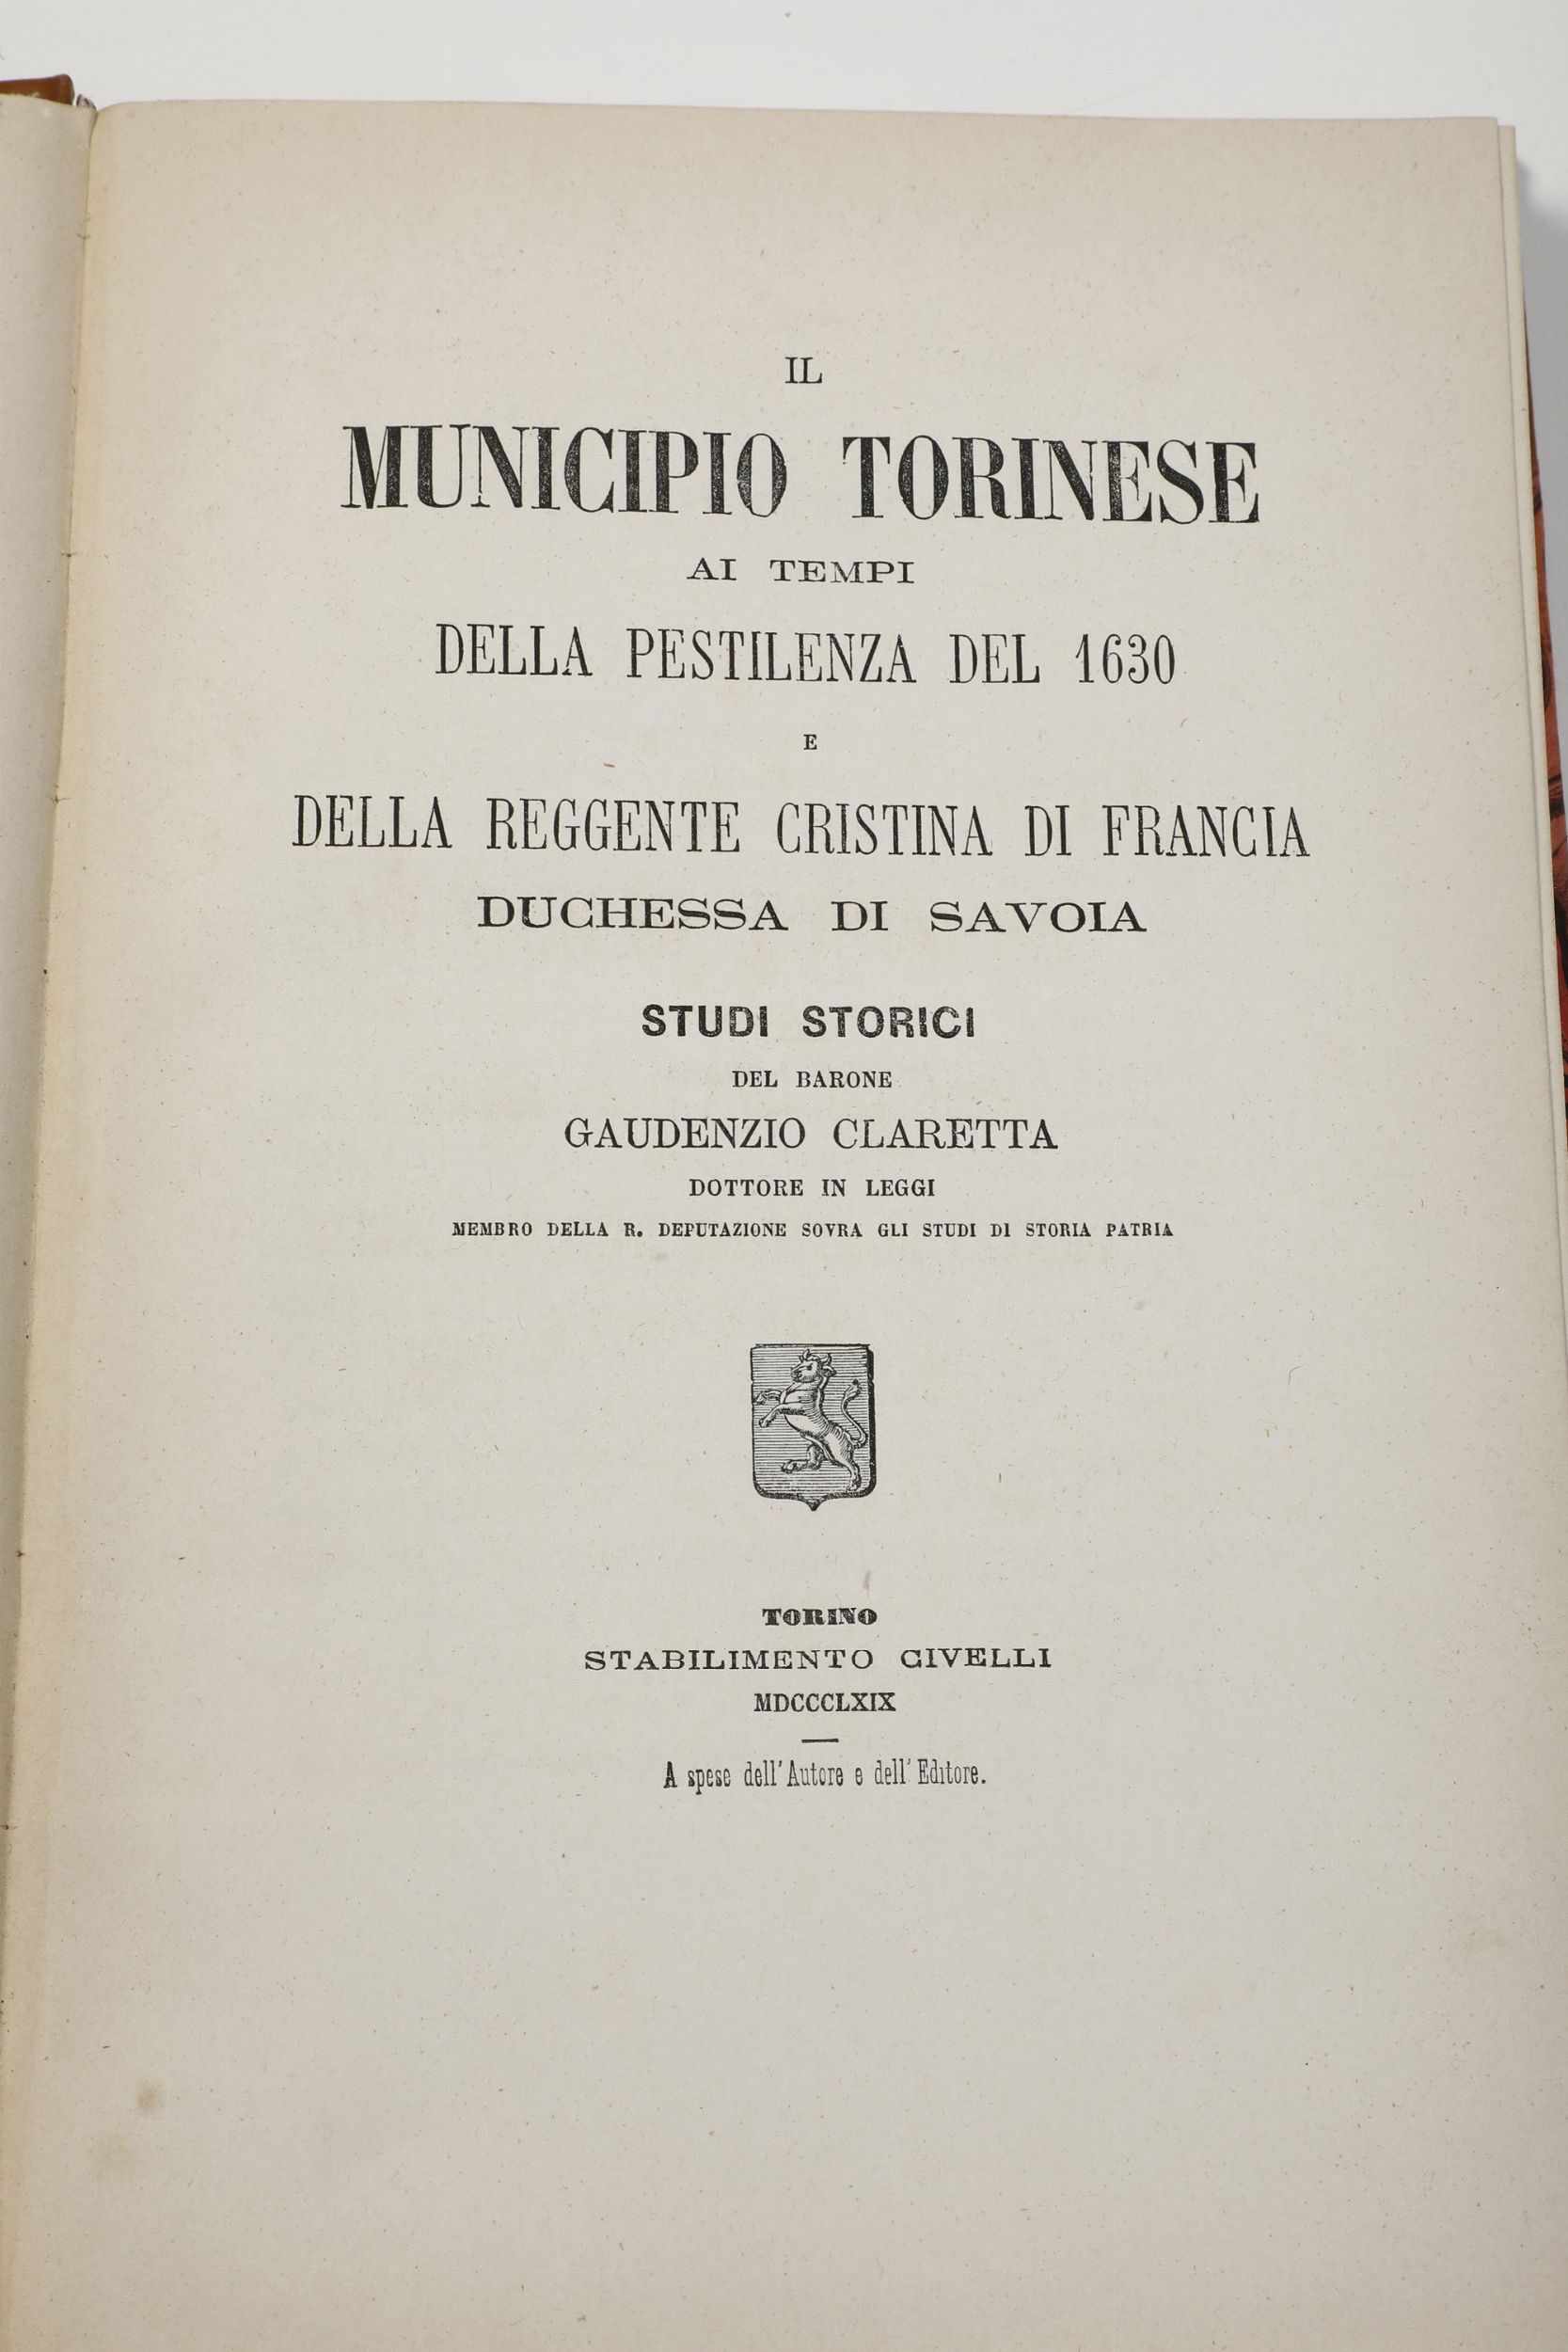 IL
MUNICIPIO TORINESE
AI TEMPI
DELLA PESTILENZA DEL 1630
E
DELLA REGGENTE CRISTINA DI FRANCIA
DUCHESSA DI SAVOIA
STUDI STORICI
DEL BARONE
GAUDENZIO CLARETTA
DOTTORE IN LEGGI
MEMBRO DELLA R. DEPUTAZIONE SOVRA GLI STUDI DI STORIA PATRIA
TORINO
STABILIMENTO CIVELLI
MDCCCLXIX
A spese dell'Autore e dell'Editore.